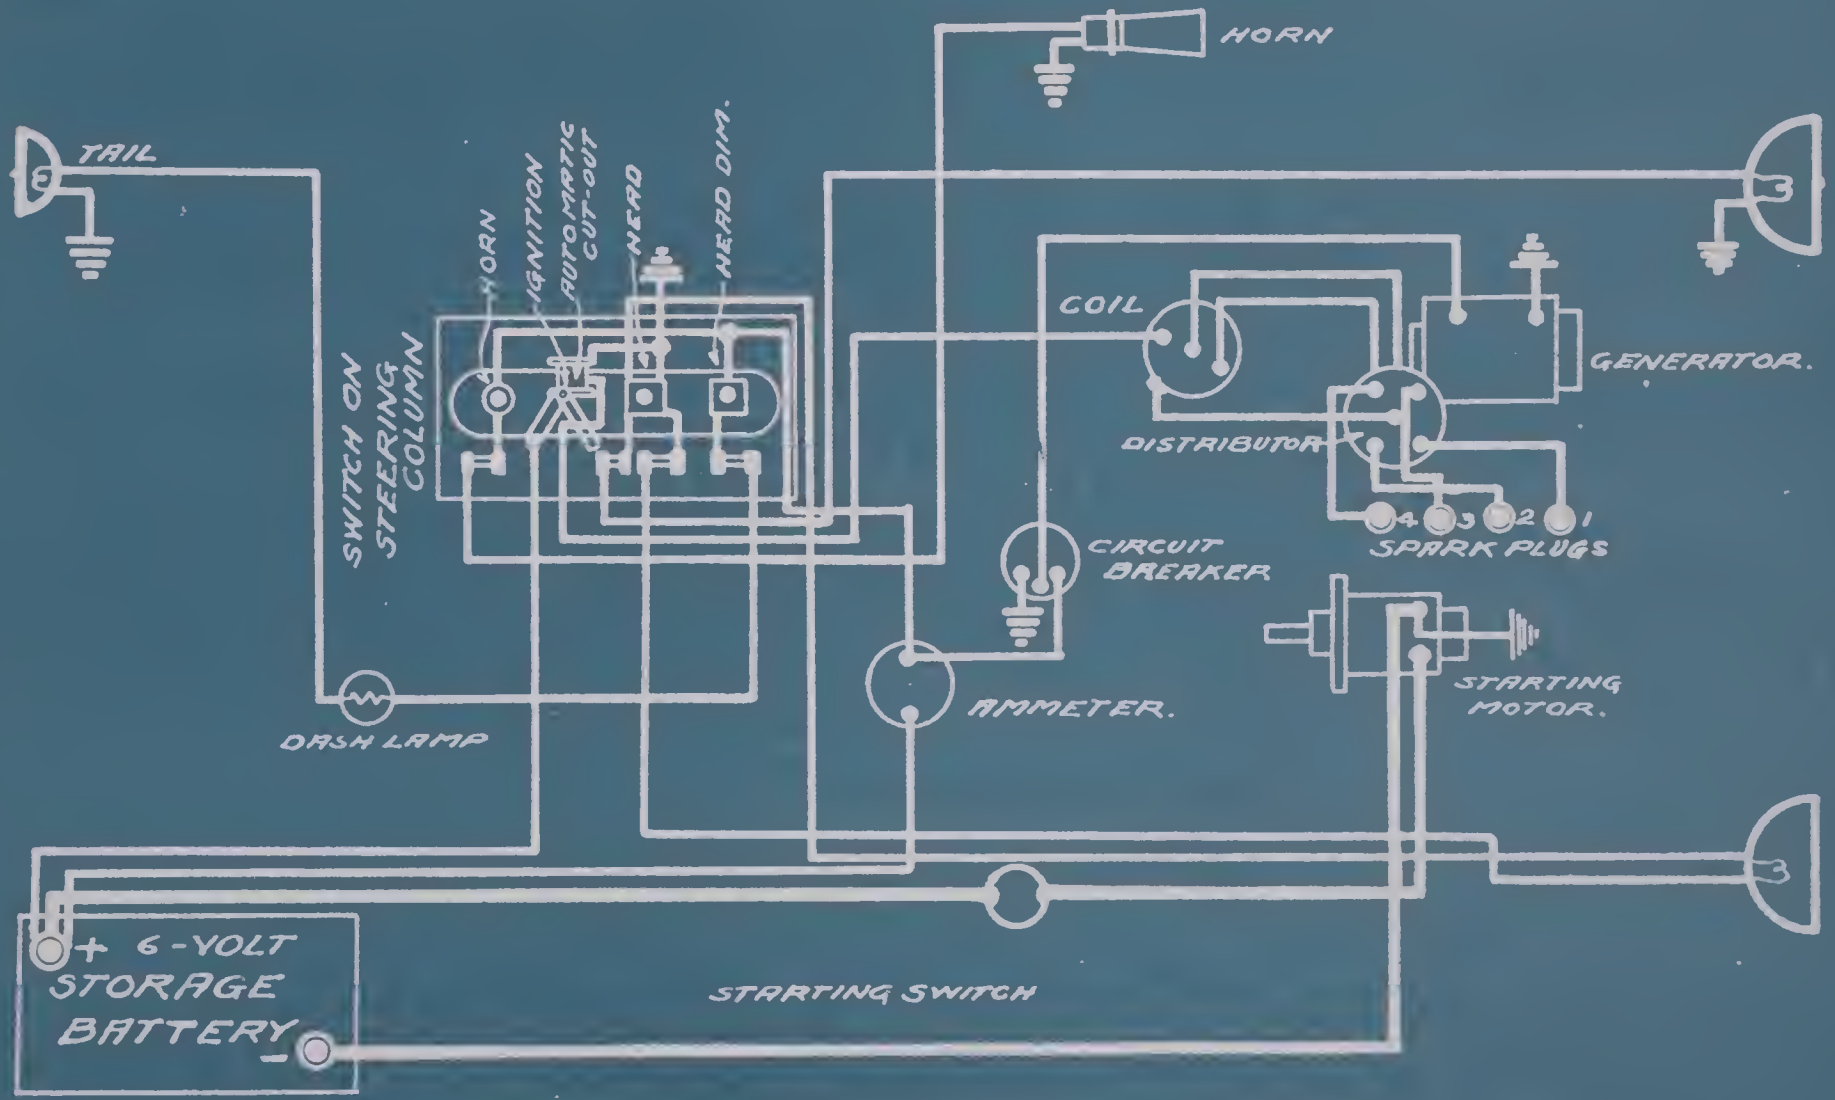 HORN
TAIL
HORN
IGNITION
AUTOMATIC
CUT-OUT
HEAD
HEAD DIM.
COIL
GENERATOR.
SWITCH ON
STEERING
COLUMN
DISTRIBUTOR
4 3 2 1
SPARK PLUGS
CIRCUIT
BREAKER
STARTING
MOTOR.
AMMETER.
DASH LAMP
+ 6-VOLT
STORAGE
BATTERY
-
STARTING SWITCH